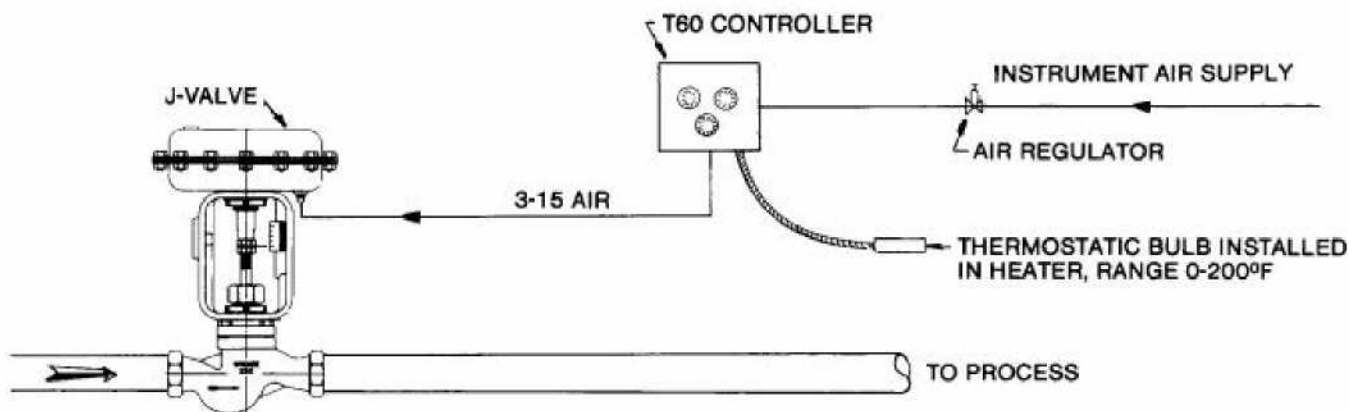 T60 CONTROLLER
INSTRUMENT AIR SUPPLY
J-VALVE
AIR REGULATOR
3-15 AIR
THERMOSTATIC BULB INSTALLED
IN HEATER, RANGE 0-200ºF
TO PROCESS